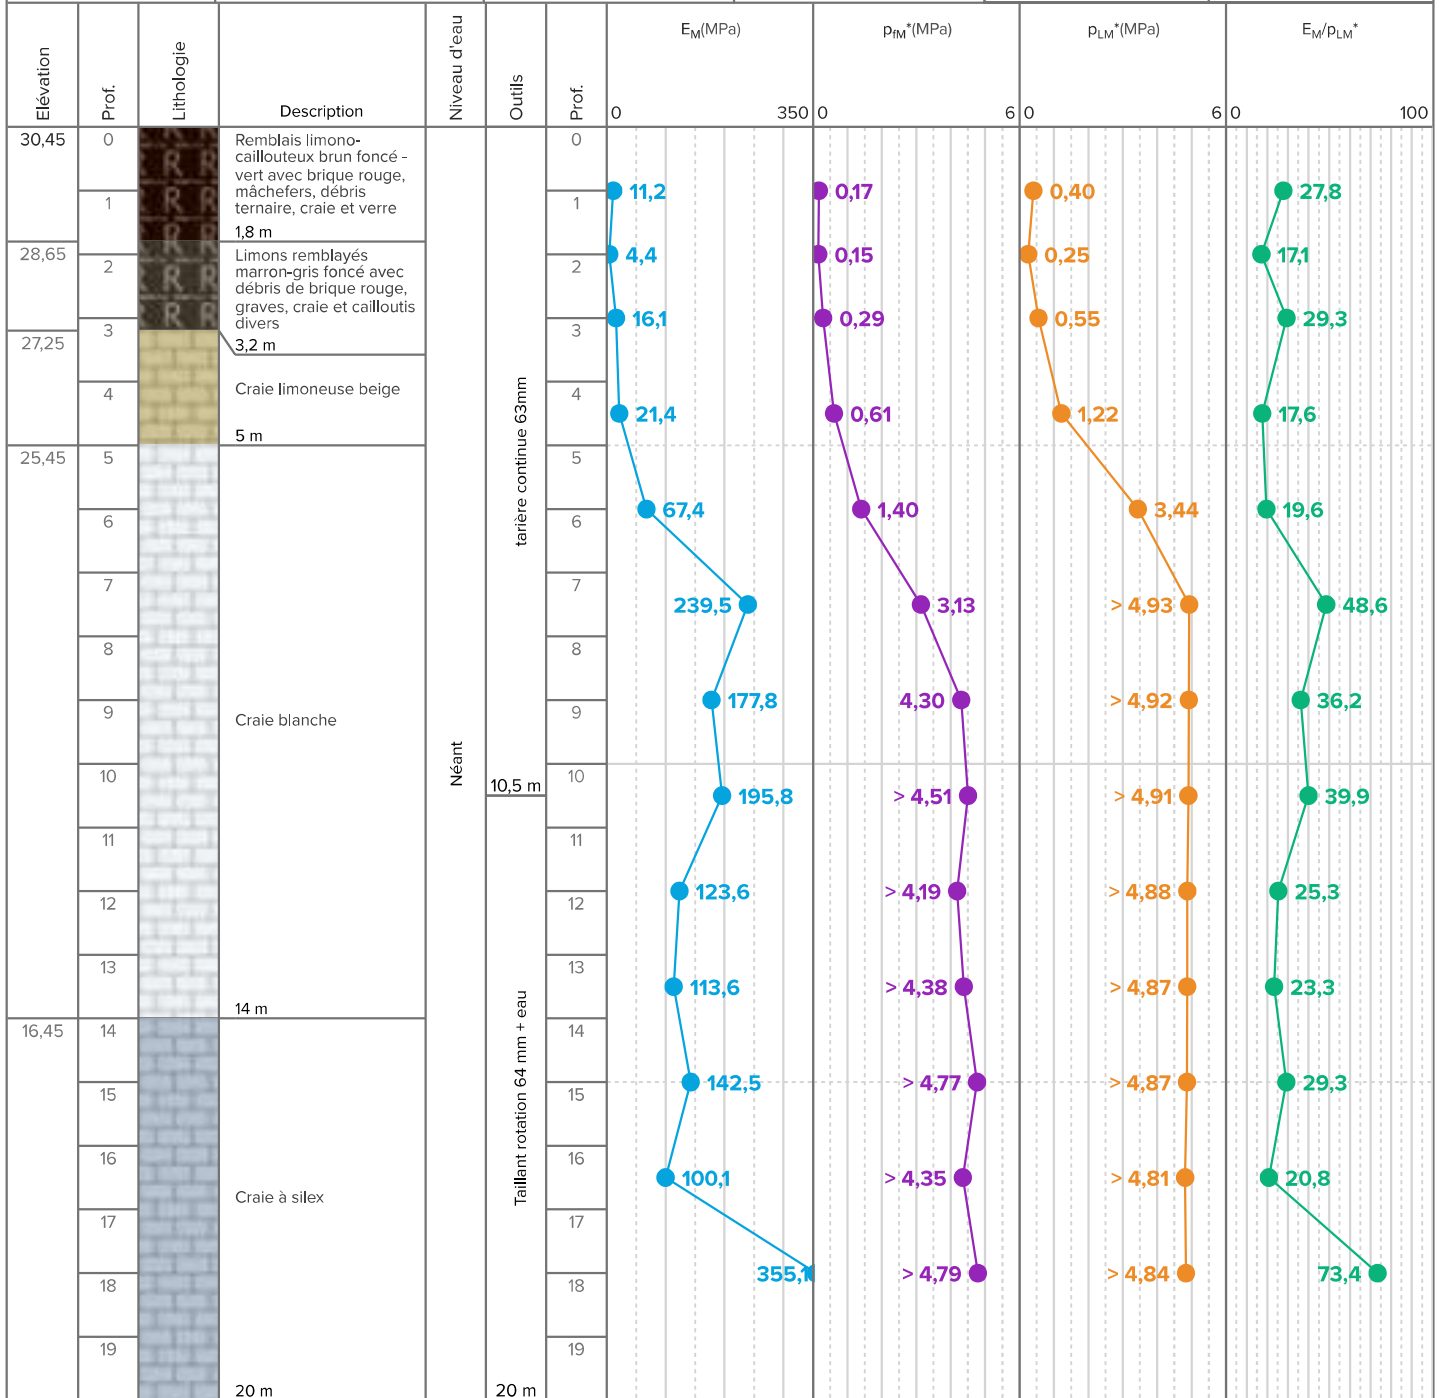 Elévation
Prof.
Lithologie
Description
Niveau d'eau
Outils
Prof.
E_M(MPa)
0 350
p_fM*(MPa)
0 6
p_LM*(MPa)
0 6
E_M/p_LM*
0 100
30,45
28,65
27,25
25,45
16,45
0
1
2
3
4
5
6
7
8
9
10
11
12
13
14
15
16
17
18
19
R R
R R
R R
R R
R R
R R
Remblais limono-
caillouteux brun foncé -
vert avec brique rouge,
mâchefers, débris
ternaire, craie et verre
1,8 m
Limons remblayés
marron-gris foncé avec
débris de brique rouge,
graves, craie et cailloutis
divers
3,2 m
Craie limoneuse beige
5 m
Craie blanche
14 m
Craie à silex
20 m
Néant
tarière continue 63mm
10,5 m
Taillant rotation 64 mm + eau
20 m
0
1
2
3
4
5
6
7
8
9
10
11
12
13
14
15
16
17
18
19
11,2
4,4
16,1
21,4
67,4
239,5
177,8
195,8
123,6
113,6
142,5
100,1
355,1
0,17
0,15
0,29
0,61
1,40
3,13
4,30
> 4,51
> 4,19
> 4,38
> 4,77
> 4,35
> 4,79
0,40
0,25
0,55
1,22
3,44
> 4,93
> 4,92
> 4,91
> 4,88
> 4,87
> 4,87
> 4,81
> 4,84
27,8
17,1
29,3
17,6
19,6
48,6
36,2
39,9
25,3
23,3
29,3
20,8
73,4